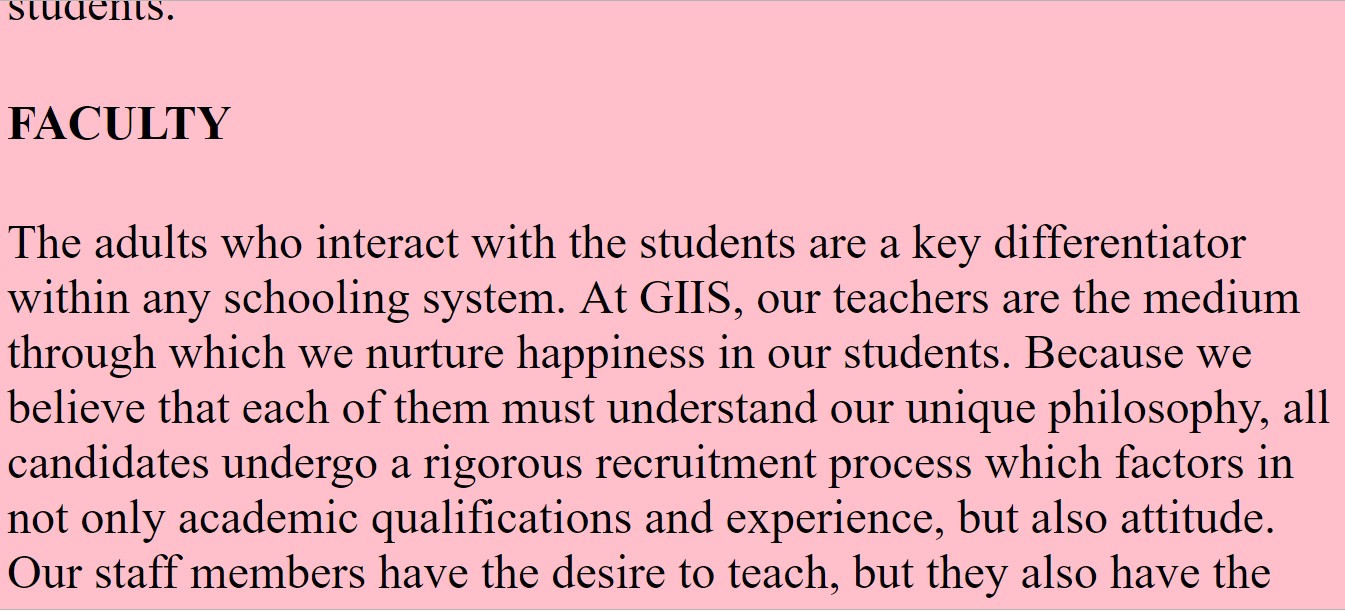 students.
FACULTY
The adults who interact with the students are a key differentiator
within any schooling system. At GIIS, our teachers are the medium
through which we nurture happiness in our students. Because we
believe that each of them must understand our unique philosophy, all
candidates undergo a rigorous recruitment process which factors in
not only academic qualifications and experience, but also attitude.
Our staff members have the desire to teach, but they also have the